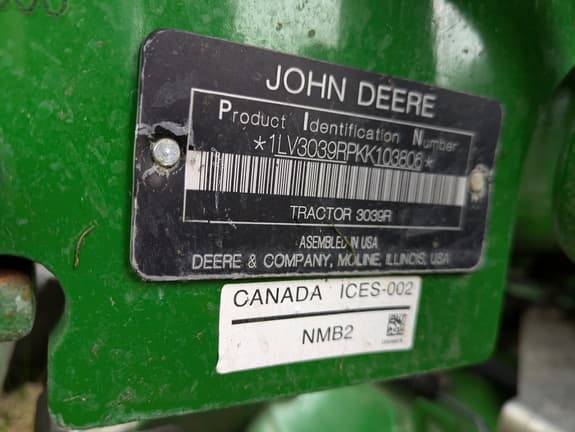 JOHN DEERE
Product Identification Number
*1LV3039RPKK103806*
TRACTOR 3039R
ASEMBLED IN USA
DEERE & COMPANY, MOLINE, ILLINOIS, USA
CANADA ICES-002
NMB2